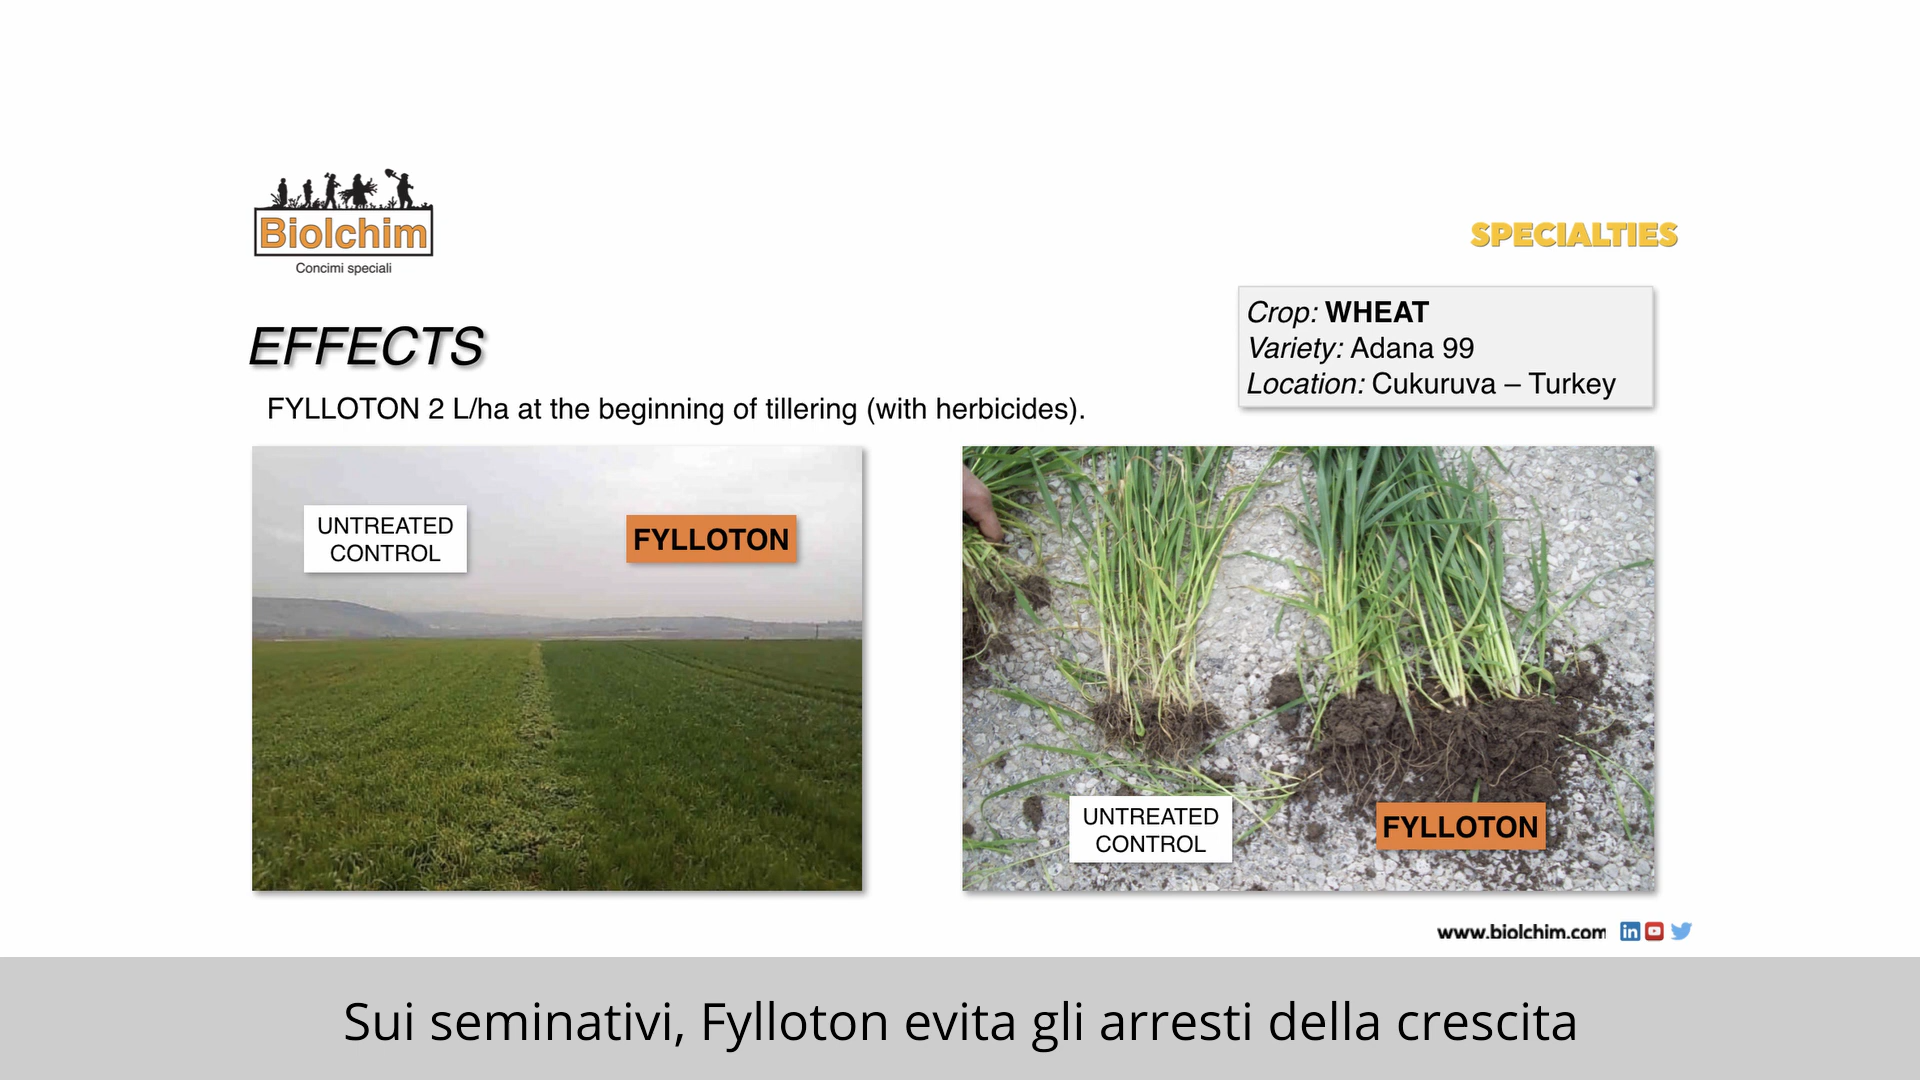 Biolchim
Concimi speciali
SPECIALTIES
Crop: WHEAT
Variety: Adana 99
Location: Cukuruva – Turkey
EFFECTS
FYLLOTON 2 L/ha at the beginning of tillering (with herbicides).
UNTREATED
CONTROL
FYLLOTON
UNTREATED
CONTROL
FYLLOTON
www.biolchim.com
in
Sui seminativi, Fylloton evita gli arresti della crescita